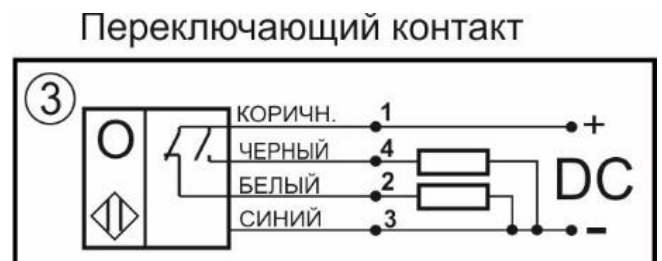 Переключающий контакт
3
КОРИЧН. 1 +
O
ЧЕРНЫЙ 4
БЕЛЫЙ 2
DC
СИНИЙ 3 -